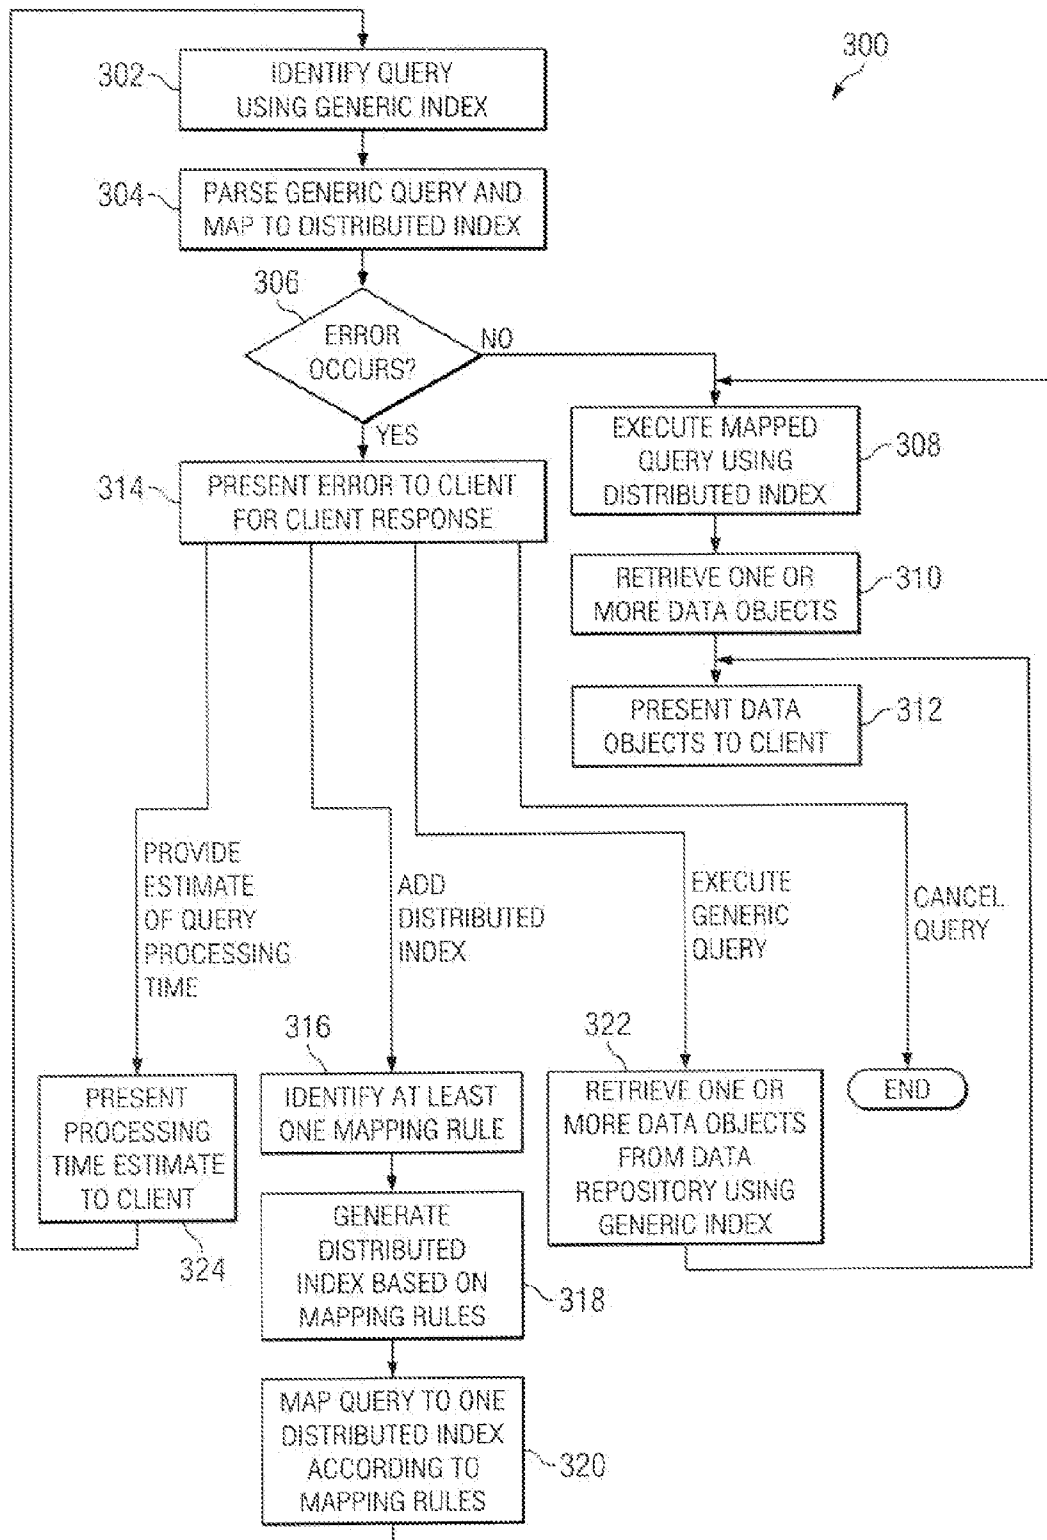 300
302
IDENTIFY QUERY
USING GENERIC INDEX
304
PARSE GENERIC QUERY AND
MAP TO DISTRIBUTED INDEX
306
ERROR
OCCURS?
NO
YES
EXECUTE MAPPED
QUERY USING
DISTRIBUTED INDEX
308
314
PRESENT ERROR TO CLIENT
FOR CLIENT RESPONSE
RETRIEVE ONE OR
MORE DATA OBJECTS
310
PRESENT DATA
OBJECTS TO CLIENT
312
PROVIDE
ESTIMATE
OF QUERY
PROCESSING
TIME
ADD
DISTRIBUTED
INDEX
EXECUTE
GENERIC
QUERY
CANCEL
QUERY
PRESENT
PROCESSING
TIME ESTIMATE
TO CLIENT
324
316
IDENTIFY AT LEAST
ONE MAPPING RULE
322
RETRIEVE ONE OR
MORE DATA OBJECTS
FROM DATA
REPOSITORY USING
GENERIC INDEX
END
GENERATE
DISTRIBUTED
INDEX BASED ON
MAPPING RULES
318
MAP QUERY TO ONE
DISTRIBUTED INDEX
ACCORDING TO
MAPPING RULES
320